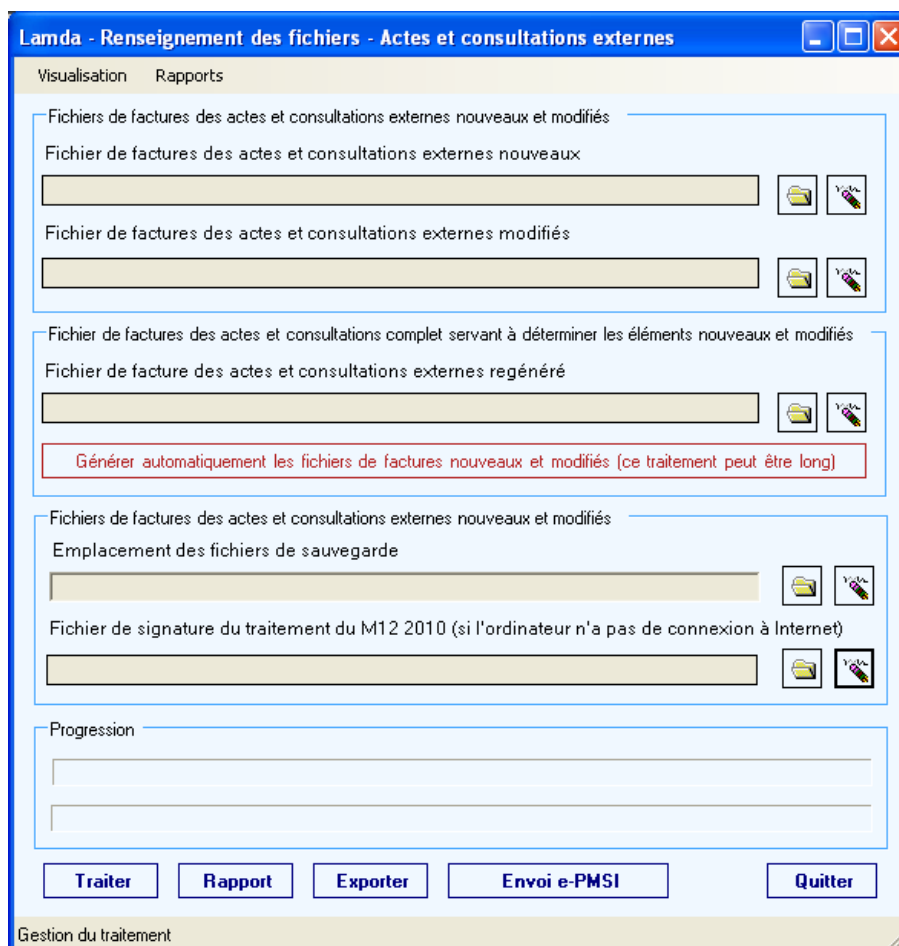 Lamda - Renseignement des fichiers - Actes et consultations externes
Visualisation Rapports
Fichiers de factures des actes et consultations externes nouveaux et modifiés
Fichier de factures des actes et consultations externes nouveaux
Fichier de factures des actes et consultations externes modifiés
Fichier de factures des actes et consultations complet servant à déterminer les éléments nouveaux et modifiés
Fichier de facture des actes et consultations externes regénéré
Générer automatiquement les fichiers de factures nouveaux et modifiés (ce traitement peut être long)
Fichiers de factures des actes et consultations externes nouveaux et modifiés
Emplacement des fichiers de sauvegarde
Fichier de signature du traitement du M12 2010 (si l'ordinateur n'a pas de connexion à Internet)
Progression
Traiter Rapport Exporter Envoi e-PMSI Quitter
Gestion du traitement